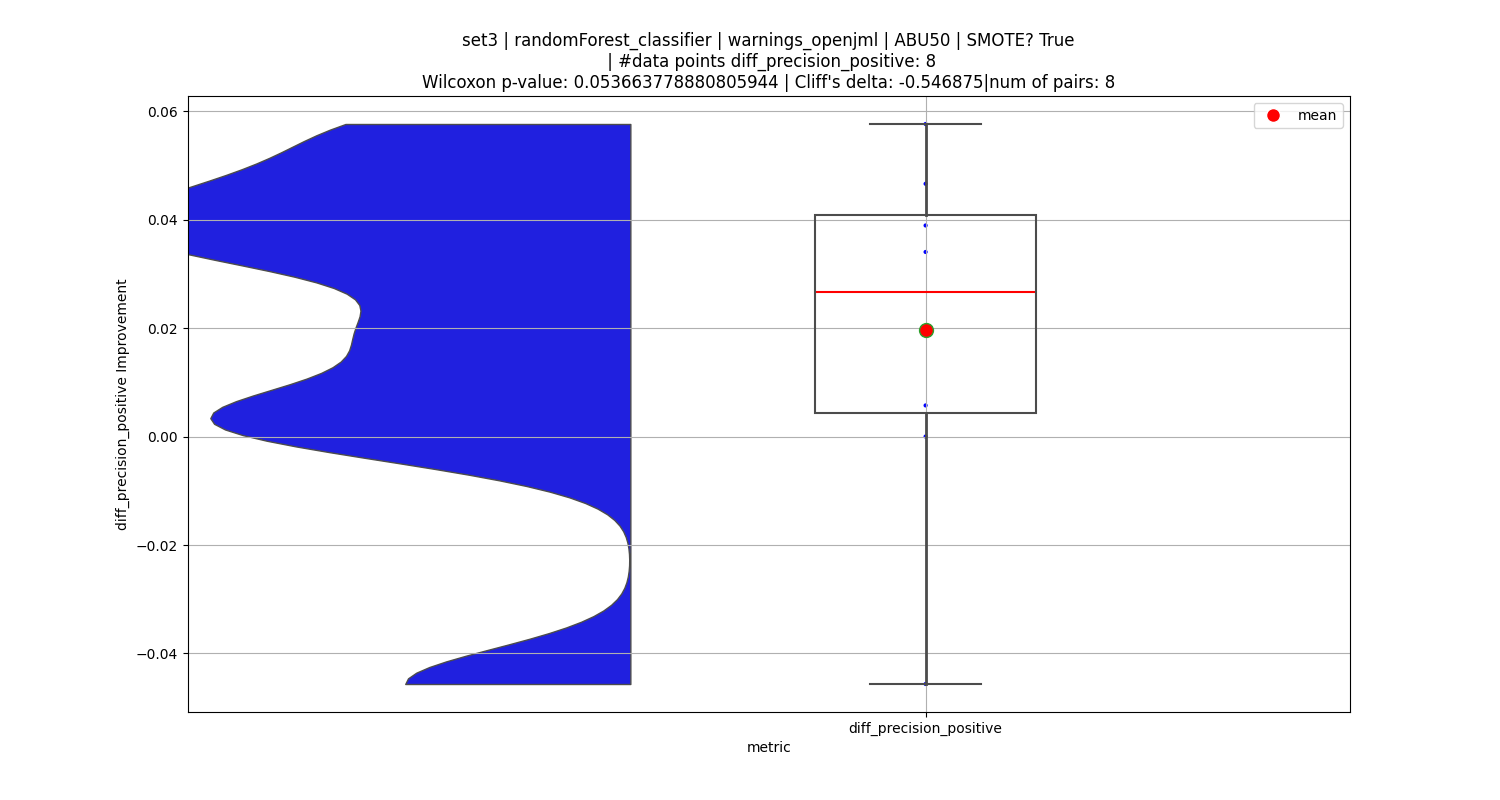 set3 | randomForest_classifier | warnings_openjml | ABU50 | SMOTE? True
| #data points diff_precision_positive: 8
Wilcoxon p-value: 0.053663778880805944 | Cliff's delta: -0.546875|num of pairs: 8
mean
0.06
0.04
0.02
0.00
−0.02
−0.04
diff_precision_positive Improvement
diff_precision_positive
metric